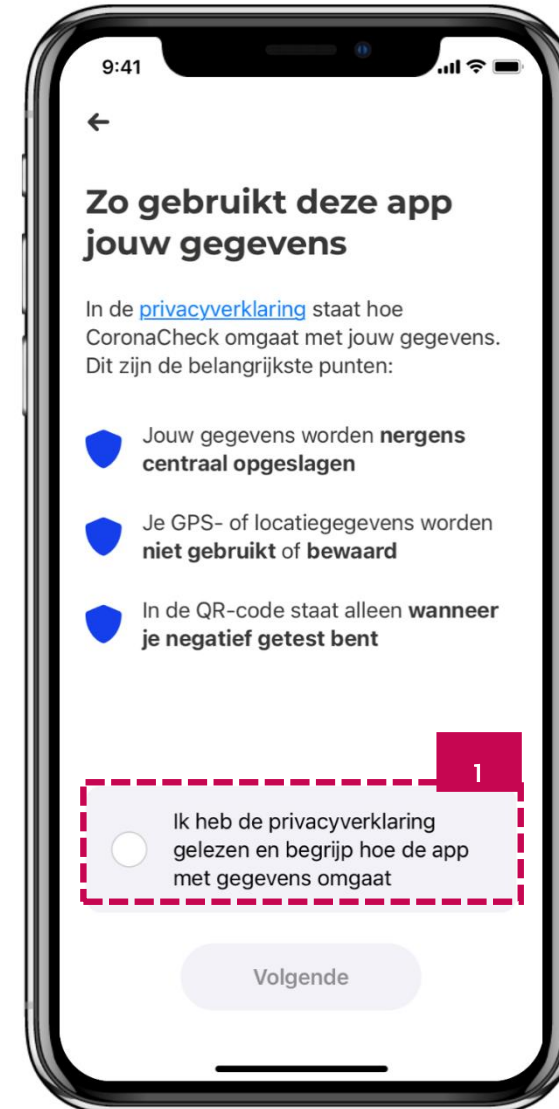 9:41
Zo gebruikt deze app
jouw gegevens
In de privacyverklaring staat hoe
CoronaCheck omgaat met jouw gegevens.
Dit zijn de belangrijkste punten:
Jouw gegevens worden nergens
centraal opgeslagen
Je GPS- of locatiegegevens worden
niet gebruikt of bewaard
In de QR-code staat alleen wanneer
je negatief getest bent
1
Ik heb de privacyverklaring
gelezen en begrijp hoe de app
met gegevens omgaat
Volgende